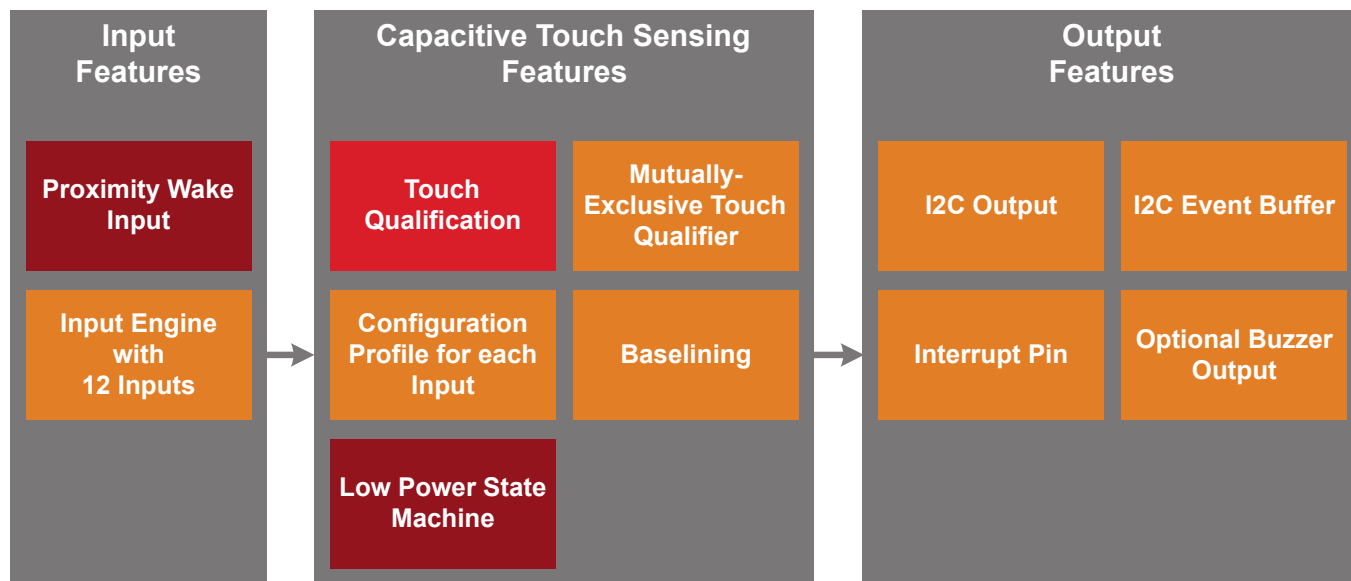 Input
Features
Proximity Wake
Input
Input Engine
with
12 Inputs
Capacitive Touch Sensing
Features
Touch
Qualification
Mutually-
Exclusive Touch
Qualifier
Configuration
Profile for each
Input
Baselining
Low Power State
Machine
Output
Features
I2C Output
I2C Event Buffer
Interrupt Pin
Optional Buzzer
Output